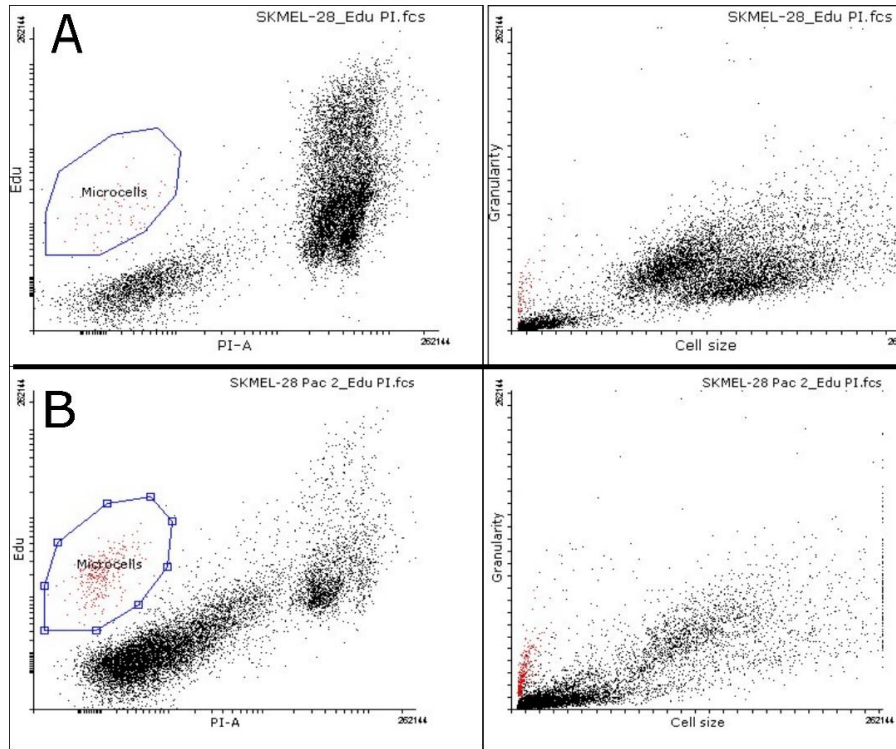 A
SKMEL-28_Edu PI.fcs
262144
Edu
Microcells
PI-A
262144
SKMEL-28_Edu PI.fcs
262144
Granularity
Cell size
26
B
SKMEL-28 Pac 2_Edu PI.fcs
262144
Edu
Microcells
PI-A
262144
SKMEL-28 Pac 2_Edu PI.fcs
262144
Granularity
Cell size
262144